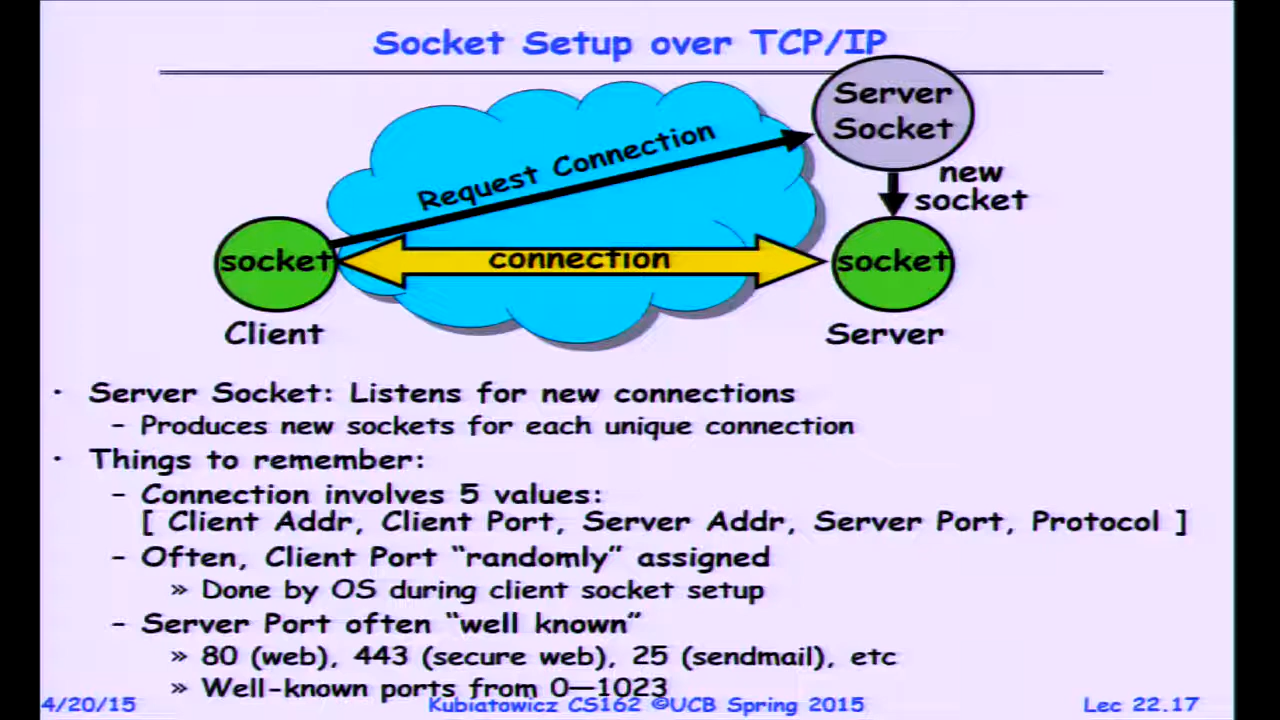 Socket Setup over TCP/IP
Server
Socket
Request Connection
new
socket
socket
connection
socket
Client
Server
· Server Socket: Listens for new connections
– Produces new sockets for each unique connection
· Things to remember:
– Connection involves 5 values:
[ Client Addr, Client Port, Server Addr, Server Port, Protocol ]
– Often, Client Port “randomly” assigned
» Done by OS during client socket setup
– Server Port often “well known”
» 80 (web), 443 (secure web), 25 (sendmail), etc
» Well-known ports from 0—1023
4/20/15
Kubiatowicz CS162 ©UCB Spring 2015
Lec 22.17